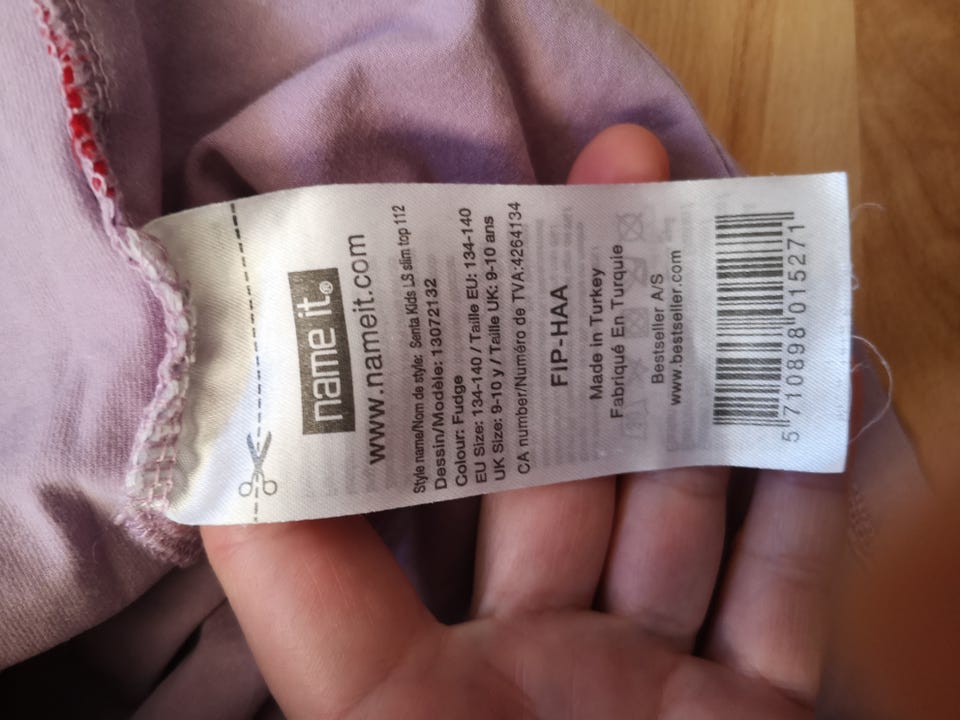 name it.®
www.nameit.com
Style name/Nom de style: Senta Kids LS slim top 112
Dessin/Modèle: 13072132
Colour: Fudge
EU Size: 134-140 / Taille EU: 134-140
UK Size: 9-10 y / Taille UK: 9-10 ans
CA number/Numéro de TVA:4264134
FIP-HAA
Made in Turkey
Fabriqué En Turquie
Bestseller A/S
www.bestseller.com
5 710898 015271